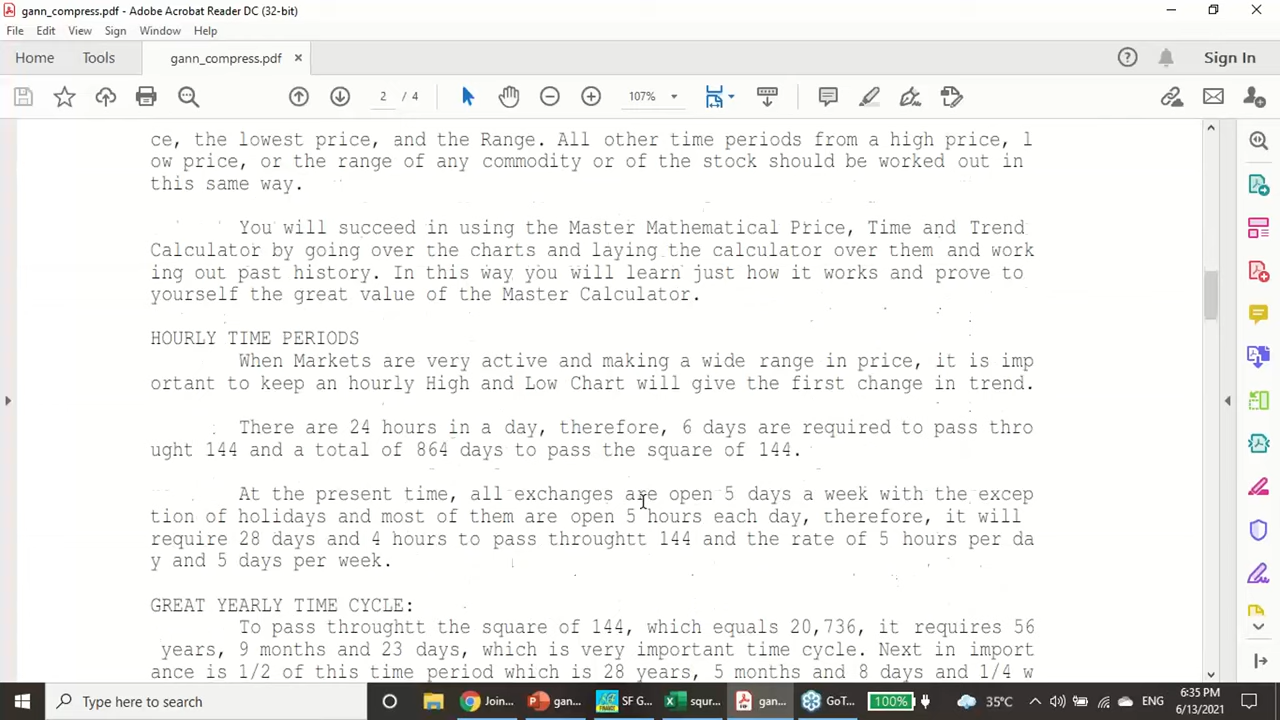 gann_compress.pdf - Adobe Acrobat Reader DC (32-bit)
File Edit View Sign Window Help
Home Tools gann_compress.pdf × Sign In
2 / 4 107%
ce, the lowest price, and the Range. All other time periods from a high price, l
ow price, or the range of any commodity or of the stock should be worked out in
this same way.
You will succeed in using the Master Mathematical Price, Time and Trend
Calculator by going over the charts and laying the calculator over them and work
ing out past history. In this way you will learn just how it works and prove to
yourself the great value of the Master Calculator.
HOURLY TIME PERIODS
When Markets are very active and making a wide range in price, it is imp
ortant to keep an hourly High and Low Chart will give the first change in trend.
There are 24 hours in a day, therefore, 6 days are required to pass thro
ught 144 and a total of 864 days to pass the square of 144.
At the present time, all exchanges are open 5 days a week with the excep
tion of holidays and most of them are open 5 hours each day, therefore, it will
require 28 days and 4 hours to pass throughtt 144 and the rate of 5 hours per da
y and 5 days per week.
GREAT YEARLY TIME CYCLE:
To pass throughtt the square of 144, which equals 20,736, it requires 56
years, 9 months and 23 days, which is very important time cycle. Next in import
ance is 1/2 of this time period which is 28 years, 5 months and 8 days and 1/4 w
Type here to search Join... gan... SF G... squr... gan... GoT... 100% 35°C ENG 6:35 PM
6/13/2021